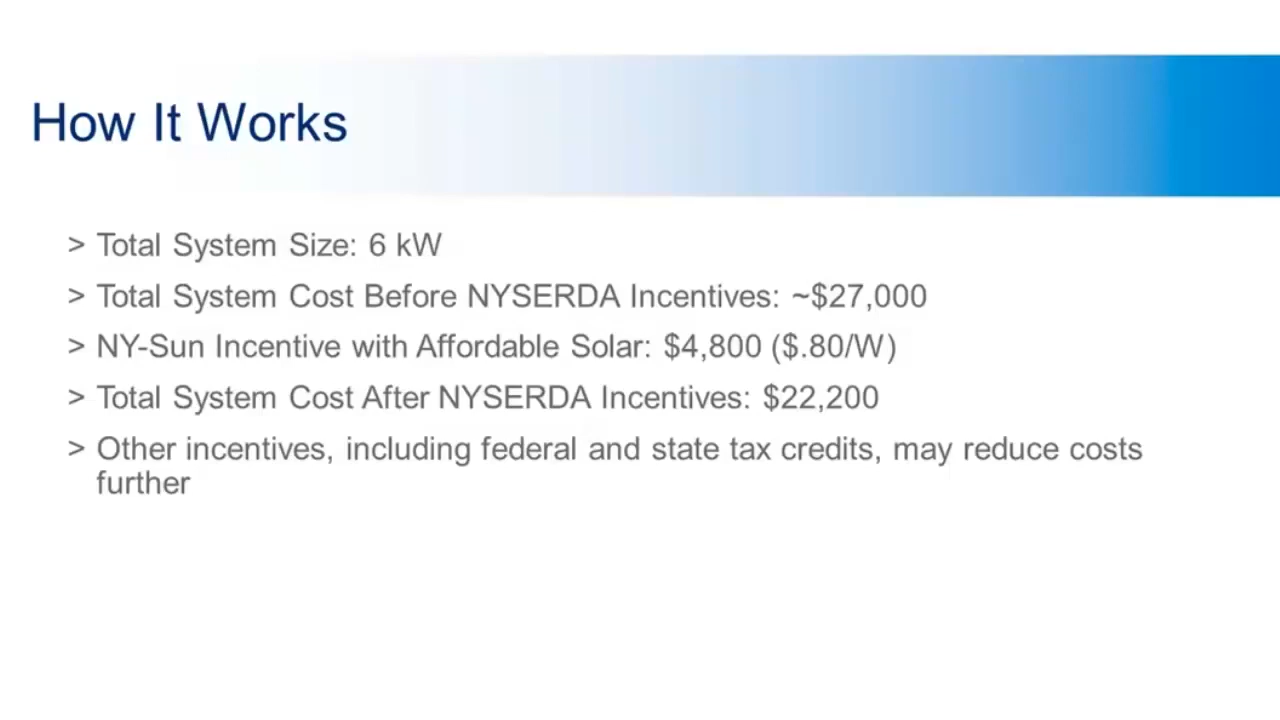 How It Works
> Total System Size: 6 kW
> Total System Cost Before NYSERDA Incentives: ~$27,000
> NY-Sun Incentive with Affordable Solar: $4,800 ($.80/W)
> Total System Cost After NYSERDA Incentives: $22,200
> Other incentives, including federal and state tax credits, may reduce costs
further